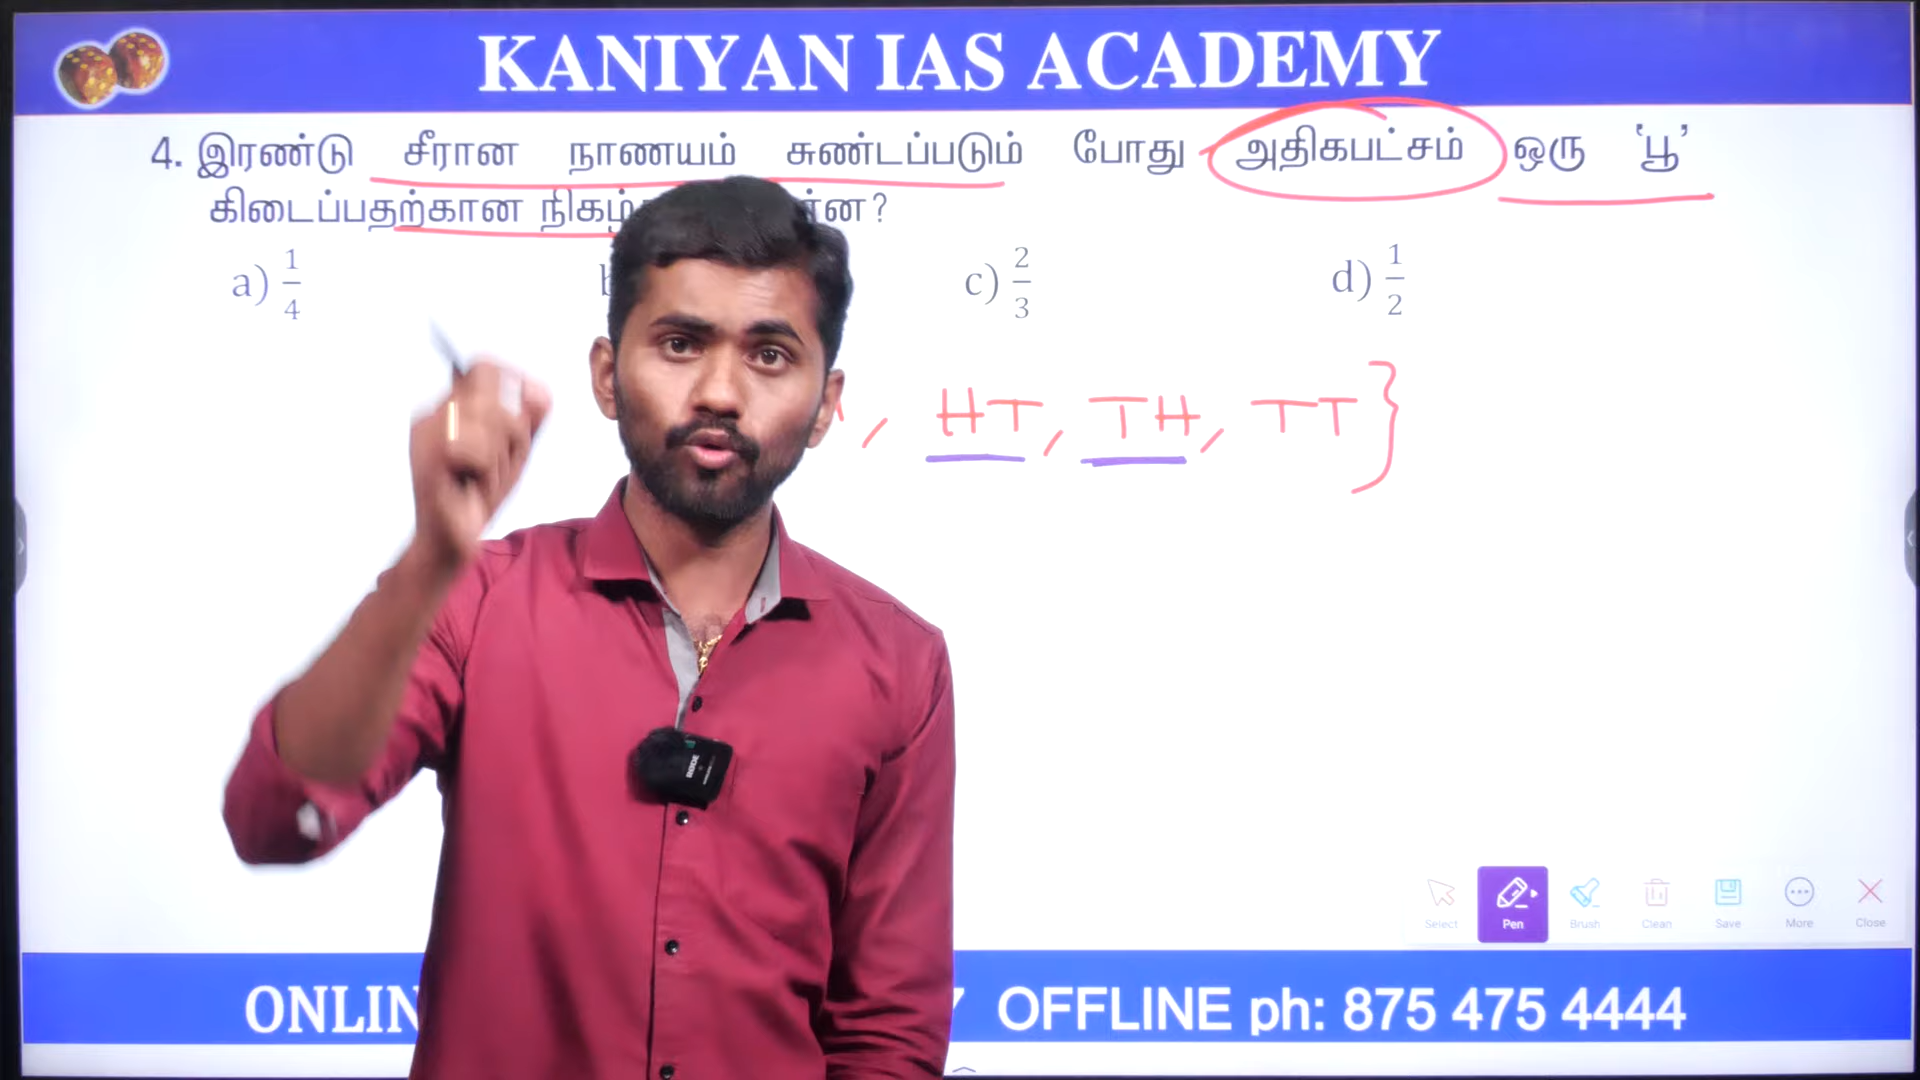 KANIYAN IAS ACADEMY
4. இரண்டு சீரான நாணயம் சுண்டப்படும் போது அதிகபட்சம் ஒரு 'பூ'
கிடைப்பதற்கான
a) 1/4 c) 2/3 d) 1/2
, HT, TH, TT}
RODE
Select Pen Brush Clean Save More Close
OFFLINE ph: 875 475 4444